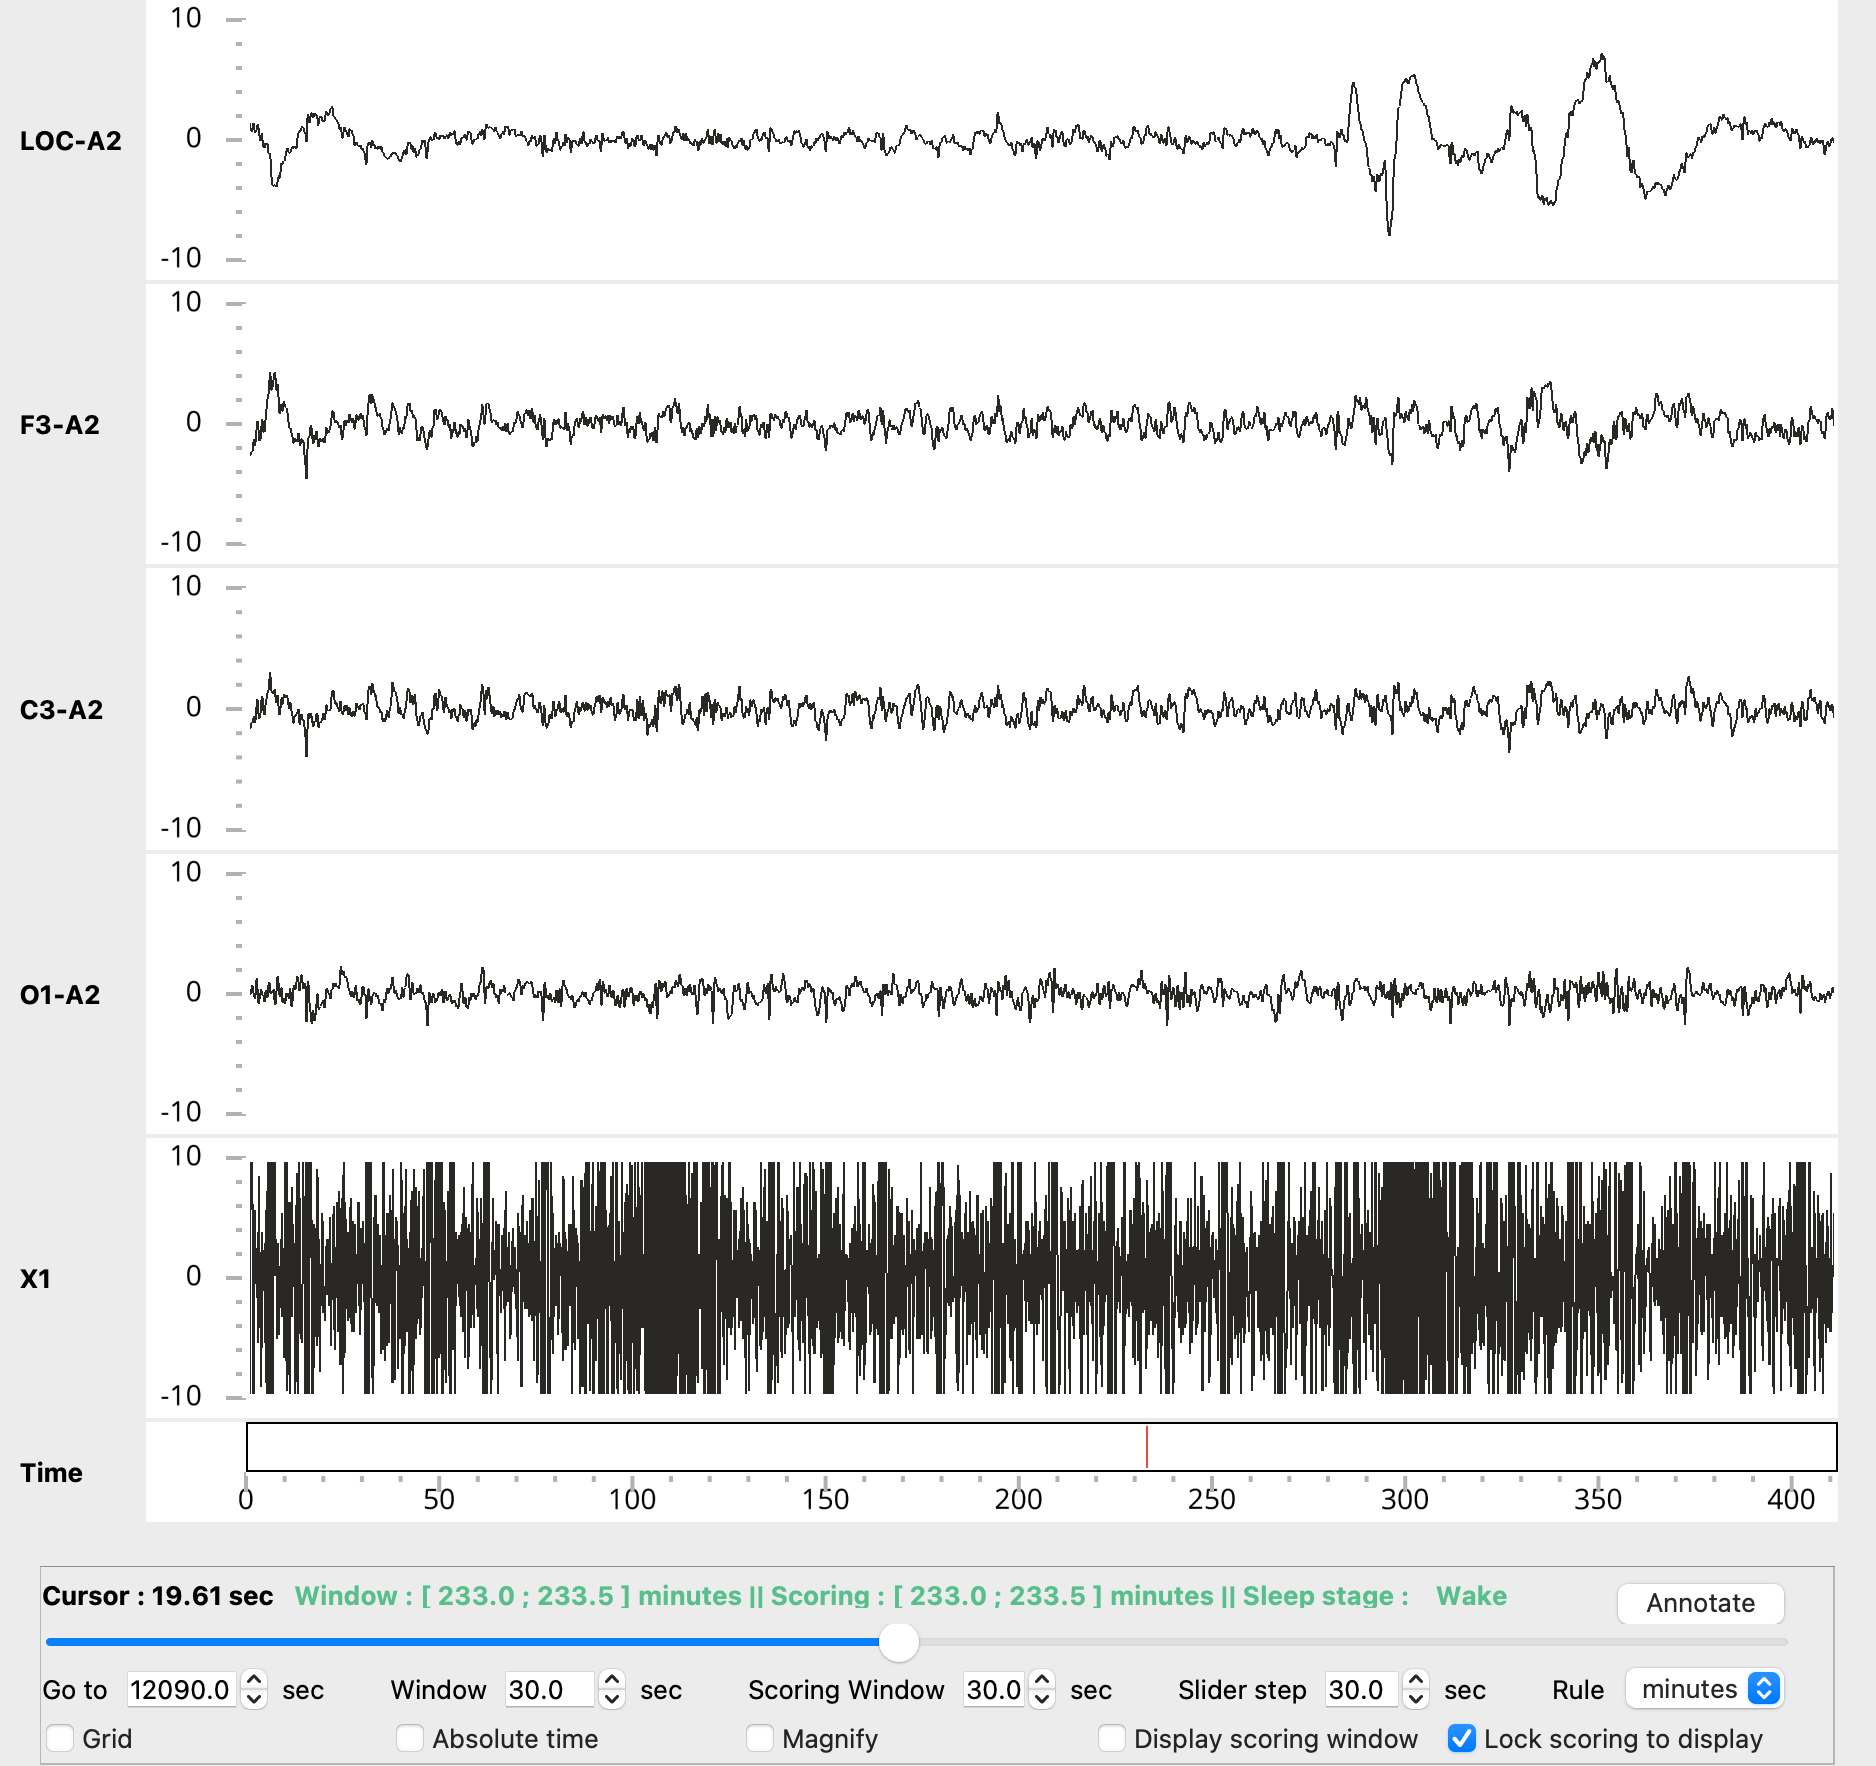 10
LOC-A2
0
-10
10
F3-A2
0
-10
10
C3-A2
0
-10
10
O1-A2
0
-10
10
X1
0
-10
Time
0 50 100 150 200 250 300 350 400
Cursor : 19.61 sec Window : [ 233.0 ; 233.5 ] minutes || Scoring : [ 233.0 ; 233.5 ] minutes || Sleep stage : Wake Annotate
Go to 12090.0 sec Window 30.0 sec Scoring Window 30.0 sec Slider step 30.0 sec Rule minutes
Grid Absolute time Magnify Display scoring window Lock scoring to display